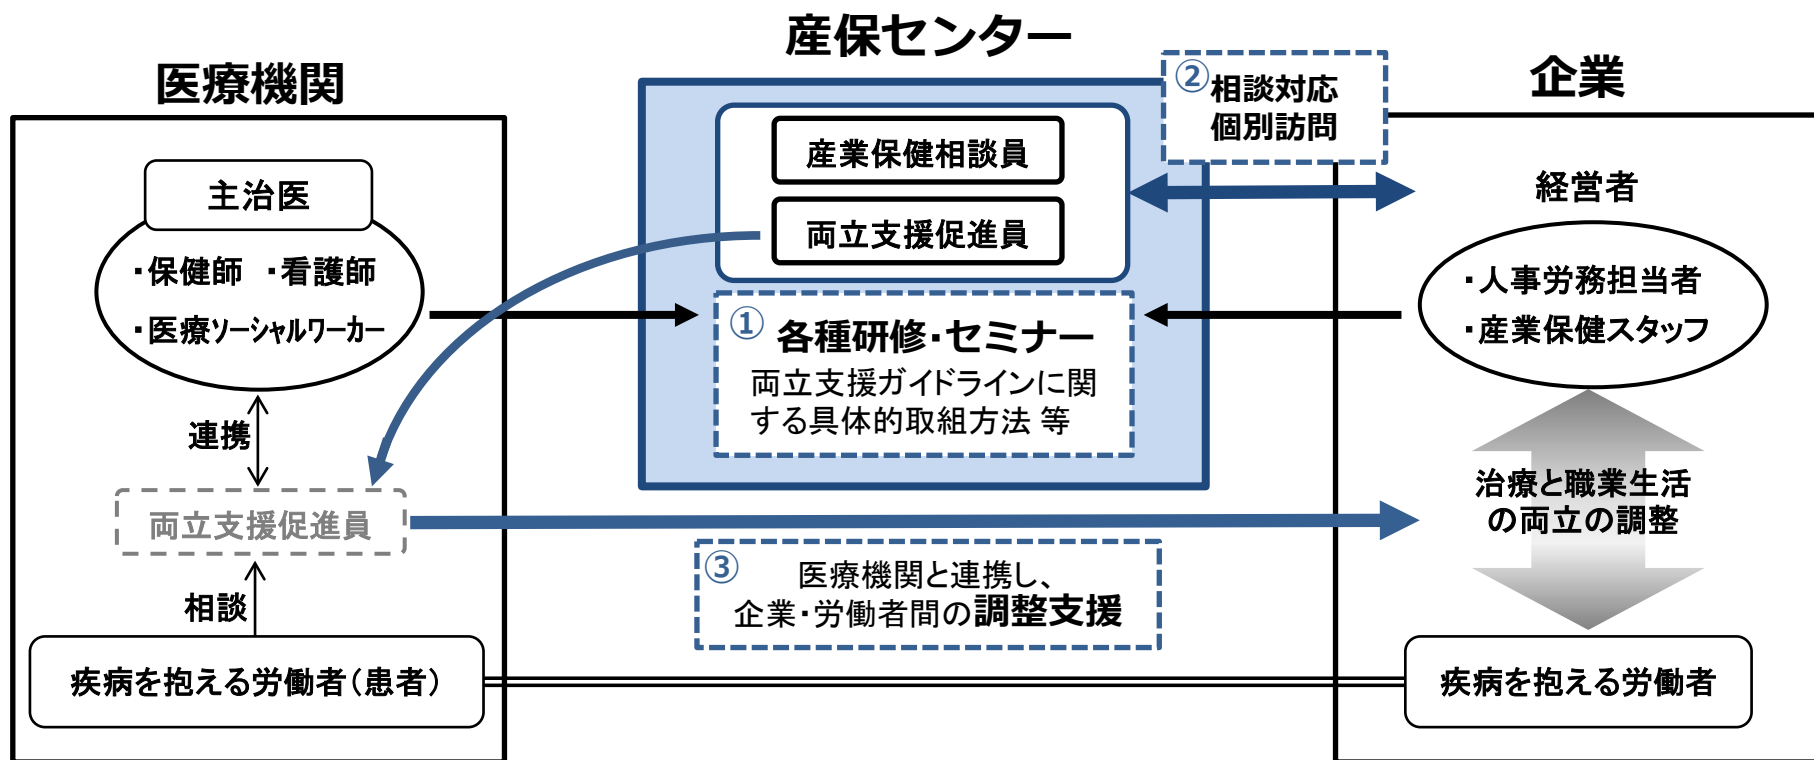 産保センター
医療機関
主治医
・保健師 ・看護師
・医療ソーシャルワーカー
連携
両立支援促進員
相談
疾病を抱える労働者（患者）
産業保健相談員
両立支援促進員
①
各種研修・セミナー
両立支援ガイドラインに関
する具体的取組方法 等
②
相談対応
個別訪問
③
医療機関と連携し、
企業・労働者間の調整支援
企業
経営者
・人事労務担当者
・産業保健スタッフ
治療と職業生活
の両立の調整
疾病を抱える労働者